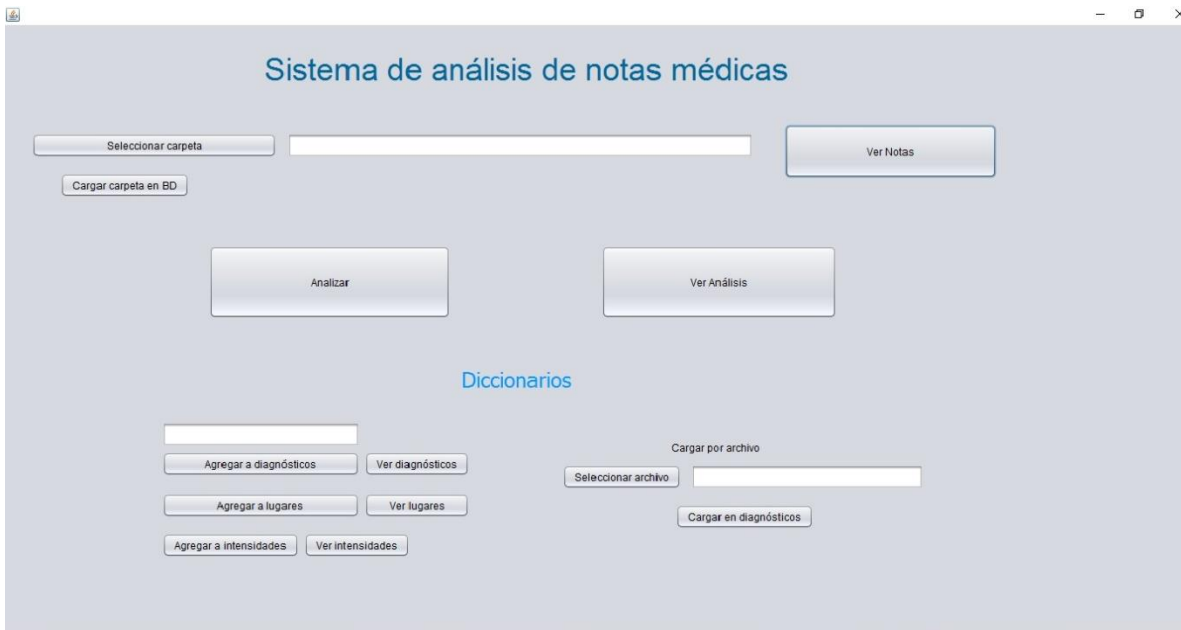 Sistema de análisis de notas médicas
Seleccionar carpeta
Ver Notas
Cargar carpeta en BD
Analizar
Ver Análisis
Diccionarios
Cargar por archivo
Agregar a diagnósticos
Ver diagnósticos
Seleccionar archivo
Agregar a lugares
Ver lugares
Cargar en diagnósticos
Agregar a intensidades
Ver intensidades